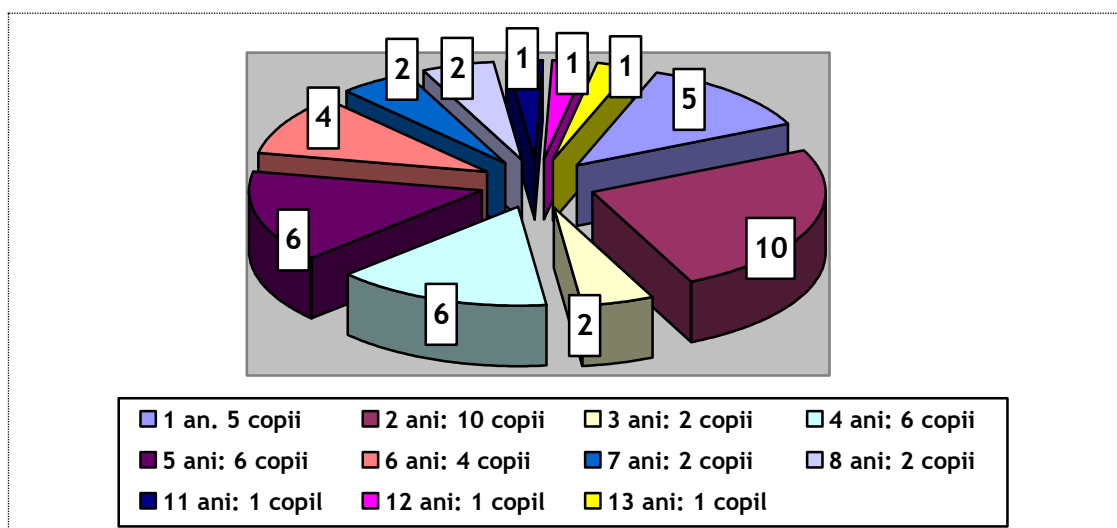 2
2
1
1
1
5
4
6
10
6
2
1 an. 5 copii
2 ani: 10 copii
3 ani: 2 copii
4 ani: 6 copii
5 ani: 6 copii
6 ani: 4 copii
7 ani: 2 copii
8 ani: 2 copii
11 ani: 1 copil
12 ani: 1 copil
13 ani: 1 copil